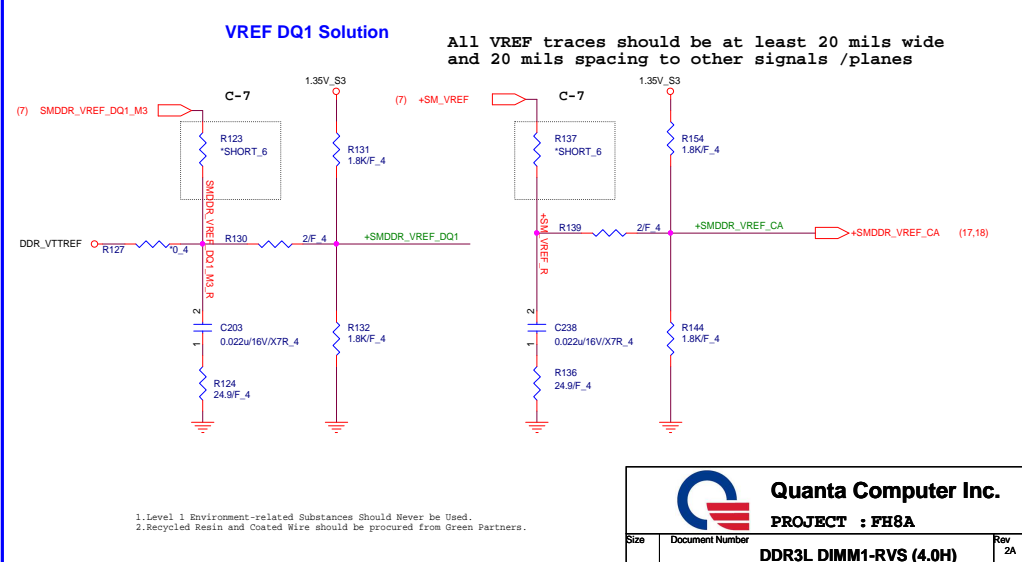 VREF DQ1 Solution
All VREF traces should be at least 20 mils wide
and 20 mils spacing to other signals /planes
1.35V_S3
C-7
(7) SMDDR_VREF_DQ1_M3
R123
*SHORT_6
R131
1.8K/F_4
SMDDR_VREF_DQ1_M3_R
DDR_VTTREF
R127
*0_4
R130
2/F_4
+SMDDR_VREF_DQ1
2
C203
0.022u/16V/X7R_4
1
R132
1.8K/F_4
R124
24.9/F_4
1.35V_S3
C-7
(7) +SM_VREF
R137
*SHORT_6
R154
1.8K/F_4
+SM_VREF_R
R139
2/F_4
+SMDDR_VREF_CA
+SMDDR_VREF_CA (17,18)
2
C238
0.022u/16V/X7R_4
1
R144
1.8K/F_4
R136
24.9/F_4
1.Level 1 Environment-related Substances Should Never be Used.
2.Recycled Resin and Coated Wire should be procured from Green Partners.
Quanta Computer Inc.
PROJECT : FH8A
Size
Document Number
Rev
2A
DDR3L DIMM1-RVS (4.0H)